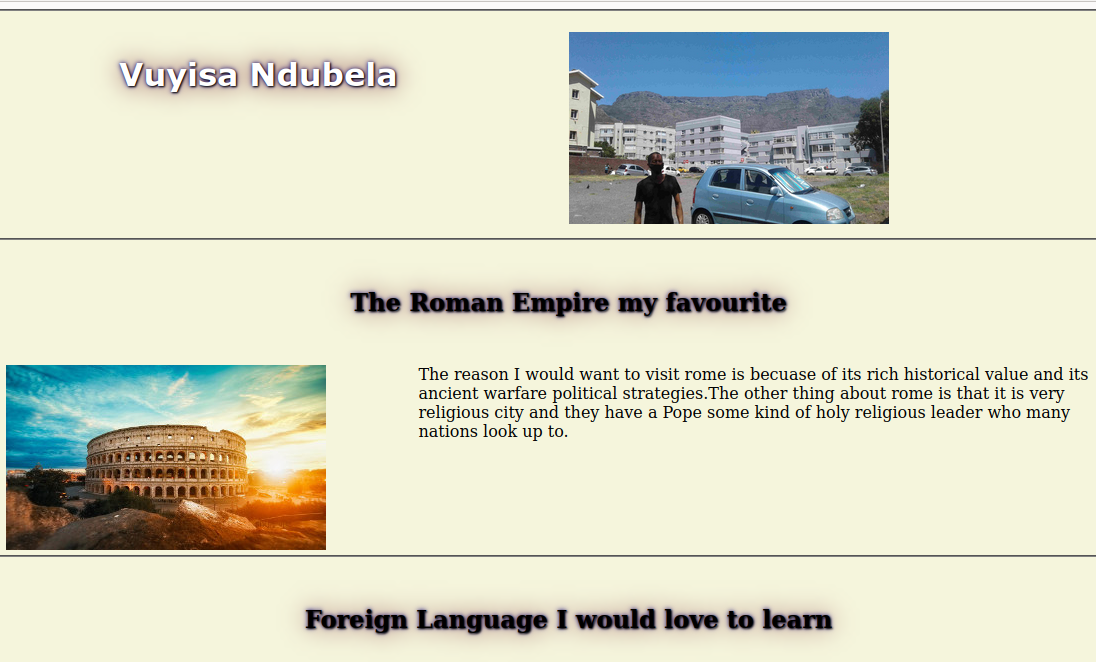 Vuyisa Ndubela
The Roman Empire my favourite
The reason I would want to visit rome is becuase of its rich historical value and its
ancient warfare political strategies.The other thing about rome is that it is very
religious city and they have a Pope some kind of holy religious leader who many
nations look up to.
Foreign Language I would love to learn